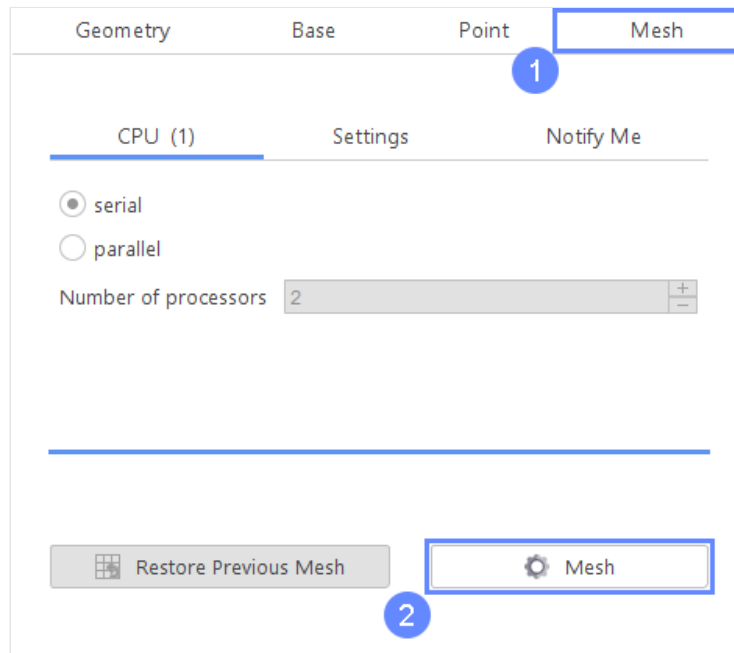 Geometry Base Point Mesh
1
CPU (1) Settings Notify Me
serial
parallel
Number of processors 2
Restore Previous Mesh Mesh
2